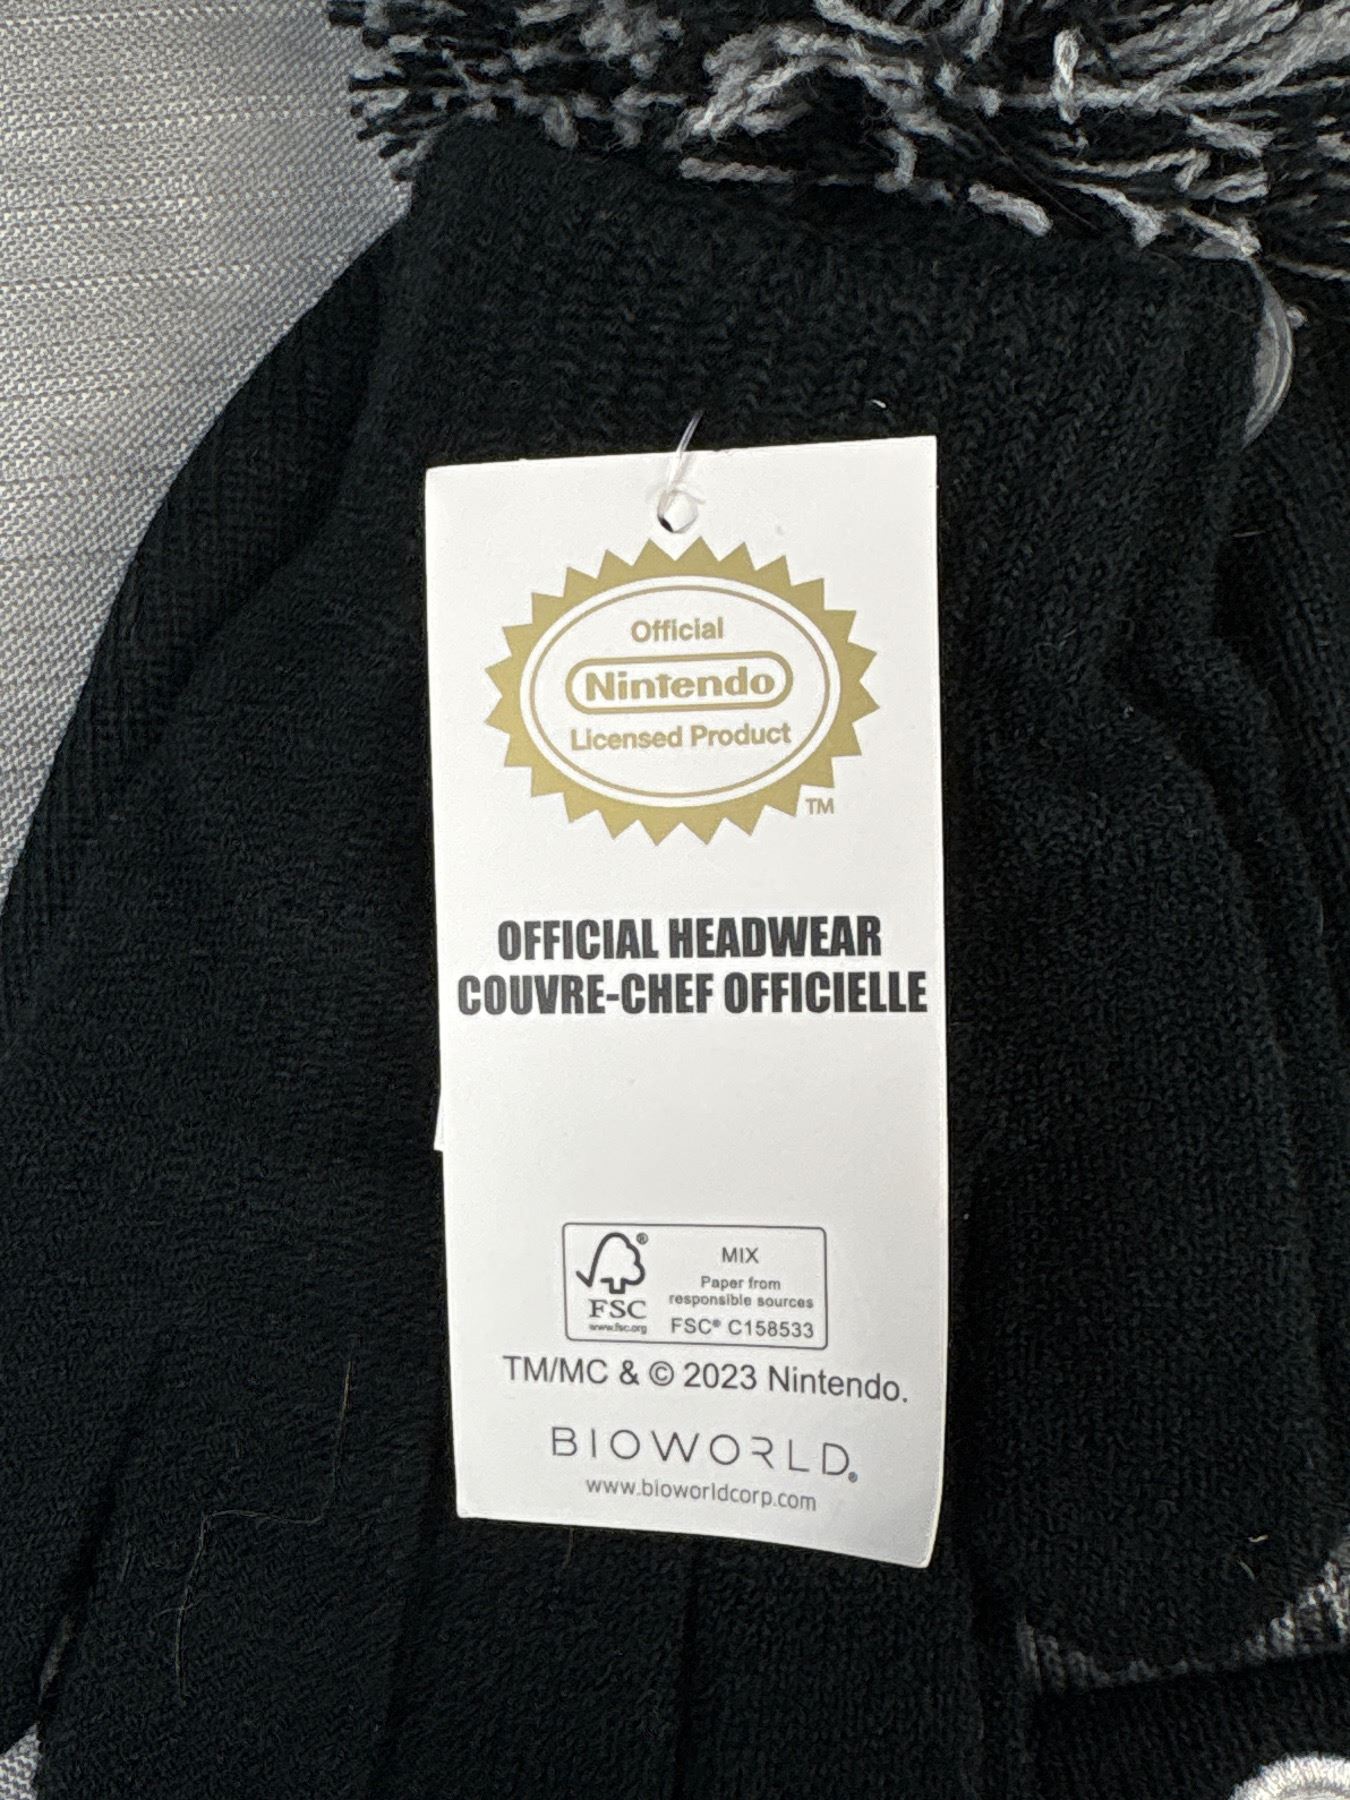 Official
Nintendo
Licensed Product
TM
OFFICIAL HEADWEAR
COUVRE-CHEF OFFICIELLE
®
FSC
www.fsc.org
MIX
Paper from
responsible sources
FSC® C158533
TM/MC & © 2023 Nintendo.
BIOWORLD®
www.bioworldcorp.com